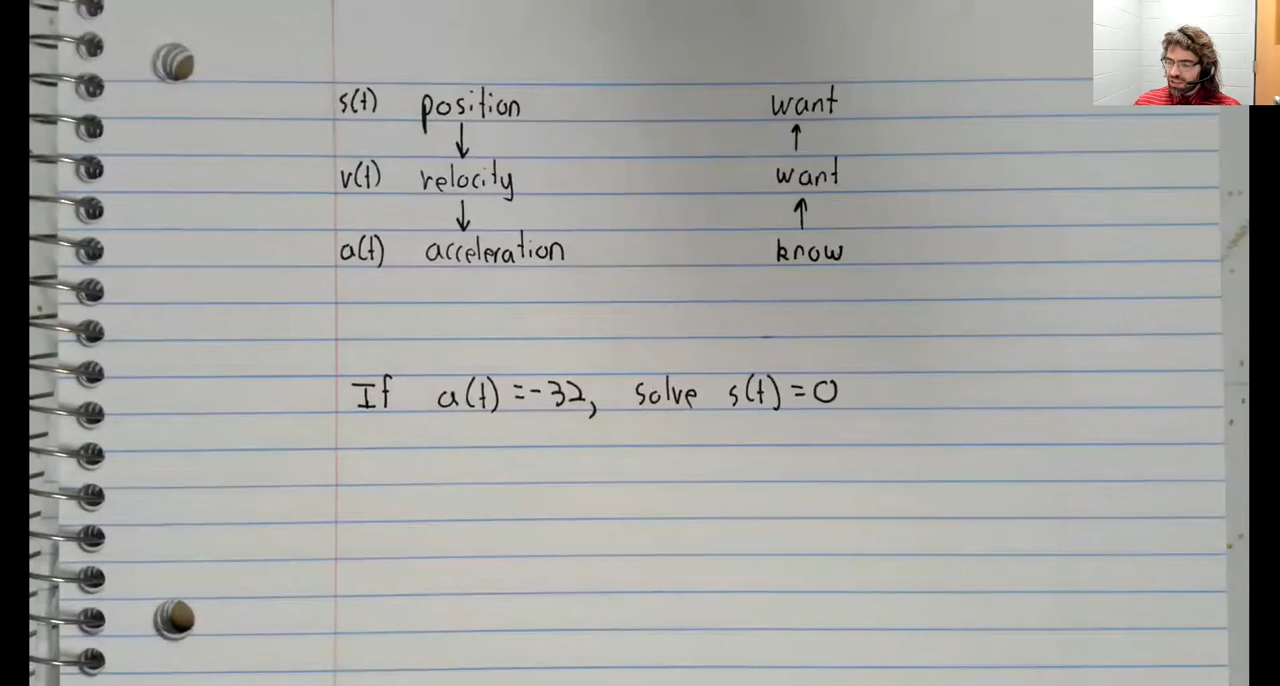 s(t) position want
↓ ↑
v(t) velocity want
↓ ↑
a(t) acceleration know
If a(t) = -32, solve s(t) = 0